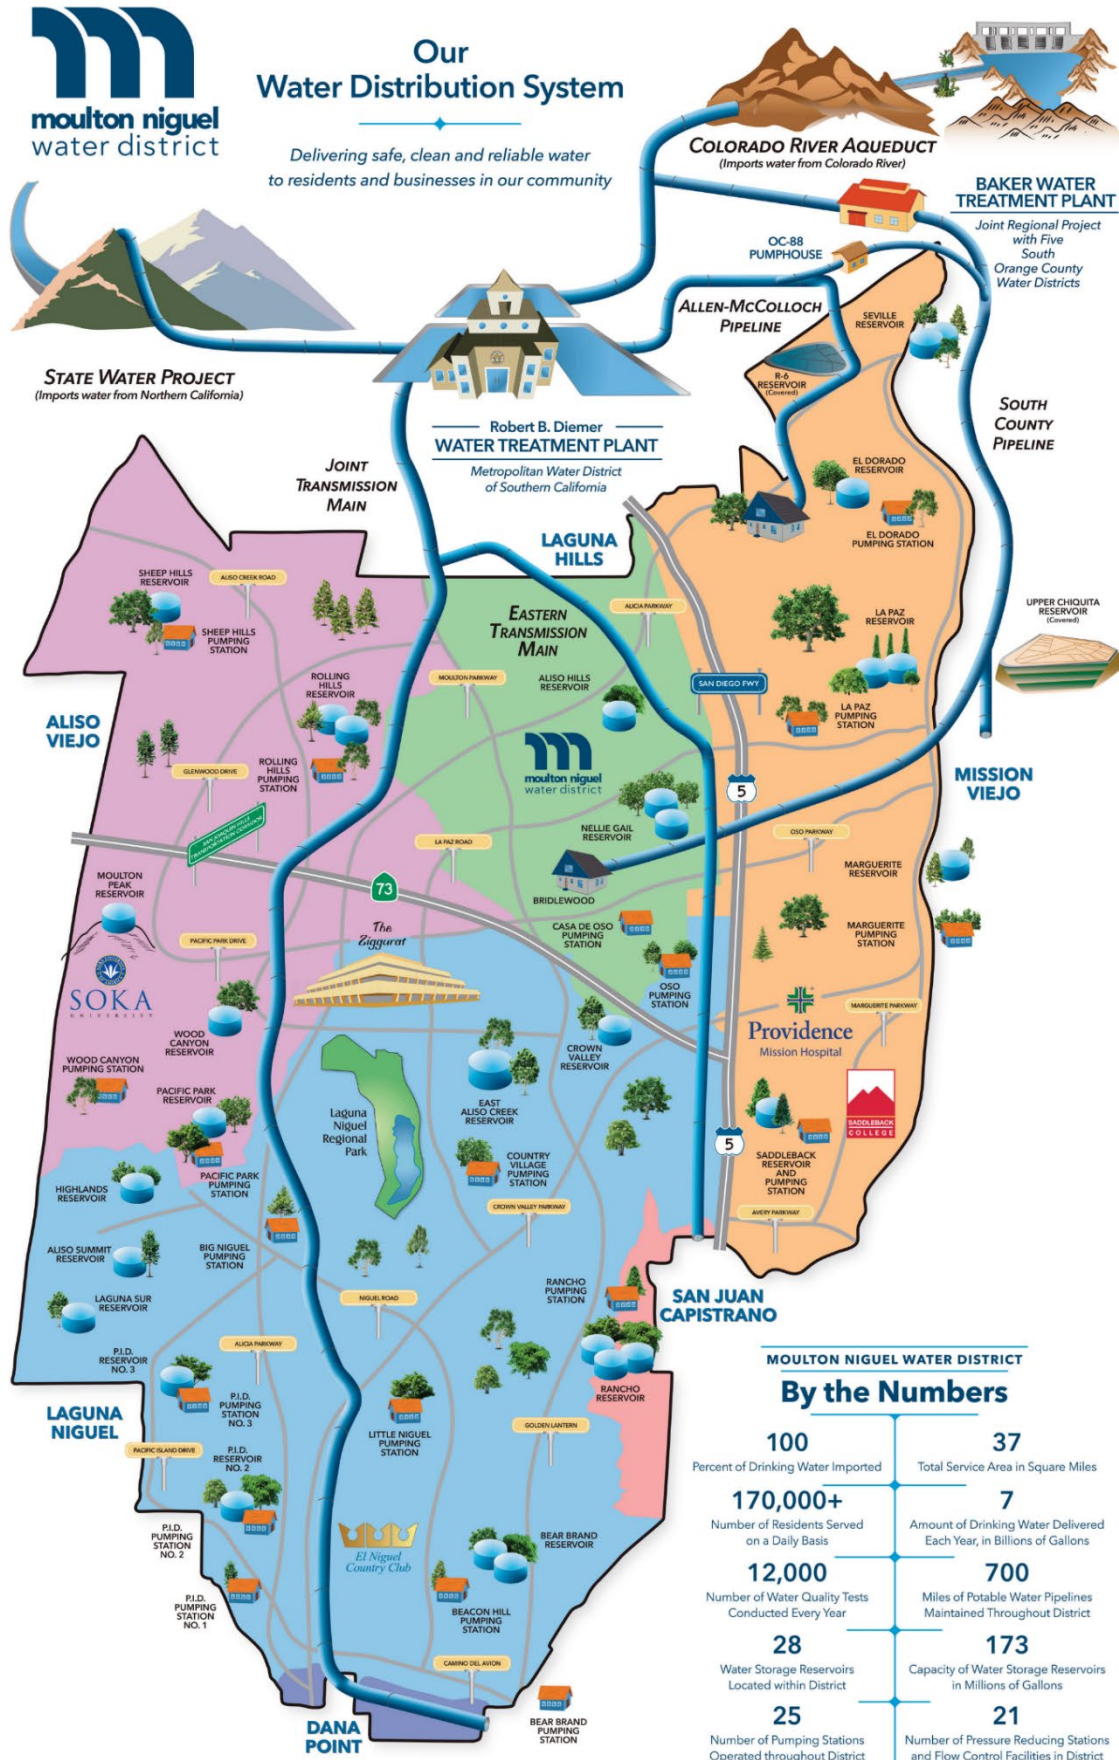 moulton niguel
water district
Our
Water Distribution System
Delivering safe, clean and reliable water
to residents and businesses in our community
COLORADO RIVER AQUEDUCT
(Imports water from Colorado River)
BAKER WATER
TREATMENT PLANT
Joint Regional Project
with Five
South
Orange County
Water Districts
OC-88
PUMPHOUSE
ALLEN-MCCOLLOCH
PIPELINE
SEVILLE
RESERVOIR
R-6
RESERVOIR
(Covered)
STATE WATER PROJECT
(Imports water from Northern California)
Robert B. Diemer
WATER TREATMENT PLANT
Metropolitan Water District
of Southern California
SOUTH
COUNTY
PIPELINE
JOINT
TRANSMISSION
MAIN
EL DORADO
RESERVOIR
EL DORADO
PUMPING STATION
LAGUNA
HILLS
SHEEP HILLS
RESERVOIR
ALISO CREEK ROAD
SHEEP HILLS
PUMPING
STATION
EASTERN
TRANSMISSION
MAIN
ALICIA PARKWAY
LA PAZ
RESERVOIR
UPPER CHIQUITA
RESERVOIR
(Covered)
ROLLING
HILLS
RESERVOIR
MOULTON PARKWAY
ALISO HILLS
RESERVOIR
SAN DIEGO FWY
LA PAZ
PUMPING
STATION
ALISO
VIEJO
GLENWOOD DRIVE
ROLLING
HILLS
PUMPING
STATION
moulton niguel
water district
5
MISSION
VIEJO
SAN JOAQUIN HILLS
TRANSPORTATION CORRIDOR
LA PAZ ROAD
NELLIE GAIL
RESERVOIR
OSO PARKWAY
MOULTON
PEAK
RESERVOIR
73
BRIDLEWOOD
MARGUERITE
RESERVOIR
The
Ziggurat
CASA DE OSO
PUMPING
STATION
MARGUERITE
PUMPING
STATION
PACIFIC PARK DRIVE
SOKA
UNIVERSITY
OSO
PUMPING
STATION
MARGUERITE PARKWAY
Providence
Mission Hospital
WOOD
CANYON
RESERVOIR
CROWN
VALLEY
RESERVOIR
WOOD CANYON
PUMPING STATION
PACIFIC PARK
RESERVOIR
Laguna
Niguel
Regional
Park
EAST
ALISO CREEK
RESERVOIR
SADDLEBACK
COLLEGE
5
SADDLEBACK
RESERVOIR
AND
PUMPING
STATION
COUNTRY
VILLAGE
PUMPING
STATION
HIGHLANDS
RESERVOIR
PACIFIC PARK
PUMPING
STATION
CROWN VALLEY PARKWAY
AVERY PARKWAY
ALISO SUMMIT
RESERVOIR
BIG NIGUEL
PUMPING
STATION
LAGUNA SUR
RESERVOIR
NIGUEL ROAD
RANCHO
PUMPING
STATION
SAN JUAN
CAPISTRANO
P.I.D.
RESERVOIR
NO. 3
ALICIA PARKWAY
RANCHO
RESERVOIR
P.I.D.
PUMPING
STATION
NO. 3
LAGUNA
NIGUEL
LITTLE NIGUEL
PUMPING
STATION
GOLDEN LANTERN
PACIFIC ISLAND DRIVE
P.I.D.
RESERVOIR
NO. 2
P.I.D.
PUMPING
STATION
NO. 2
El Niguel
Country Club
BEAR BRAND
RESERVOIR
P.I.D.
PUMPING
STATION
NO. 1
BEACON HILL
PUMPING
STATION
CAMINO DEL AVION
DANA
POINT
BEAR BRAND
PUMPING
STATION
MOULTON NIGUEL WATER DISTRICT
By the Numbers
100
Percent of Drinking Water Imported
37
Total Service Area in Square Miles
170,000+
Number of Residents Served
on a Daily Basis
7
Amount of Drinking Water Delivered
Each Year, in Billions of Gallons
12,000
Number of Water Quality Tests
Conducted Every Year
700
Miles of Potable Water Pipelines
Maintained Throughout District
28
Water Storage Reservoirs
Located within District
173
Capacity of Water Storage Reservoirs
in Millions of Gallons
25
Number of Pumping Stations
Operated throughout District
21
Number of Pressure Reducing Stations
and Flow Control Facilities in District